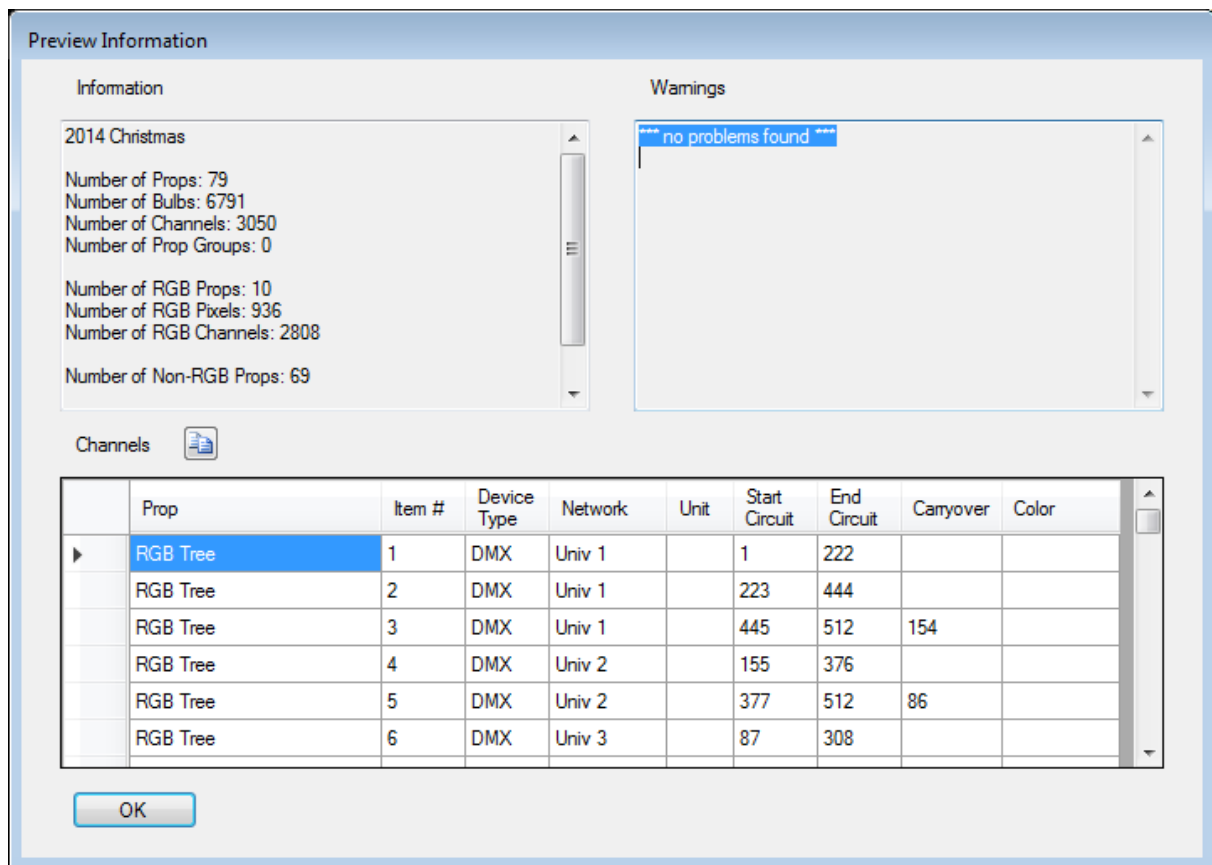 Preview Information
Information
Warnings
2014 Christmas
Number of Props: 79
Number of Bulbs: 6791
Number of Channels: 3050
Number of Prop Groups: 0
Number of RGB Props: 10
Number of RGB Pixels: 936
Number of RGB Channels: 2808
Number of Non-RGB Props: 69
*** no problems found ***
Channels
Prop Item # Device Type Network Unit Start Circuit End Circuit Carryover Color
RGB Tree 1 DMX Univ 1 1 222
RGB Tree 2 DMX Univ 1 223 444
RGB Tree 3 DMX Univ 1 445 512 154
RGB Tree 4 DMX Univ 2 155 376
RGB Tree 5 DMX Univ 2 377 512 86
RGB Tree 6 DMX Univ 3 87 308
OK